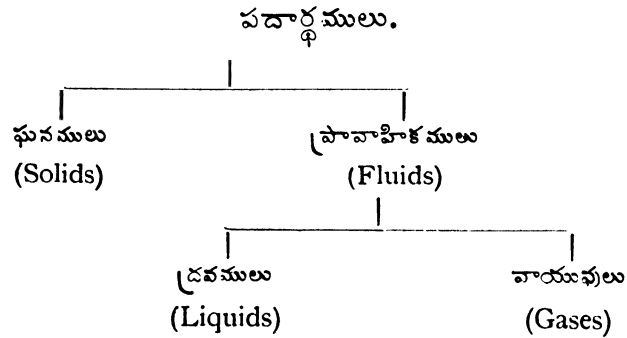 పదార్థములు.
ఘనములు ప్రావాహికములు
(Solids) (Fluids)
ద్రవములు వాయువులు
(Liquids) (Gases)